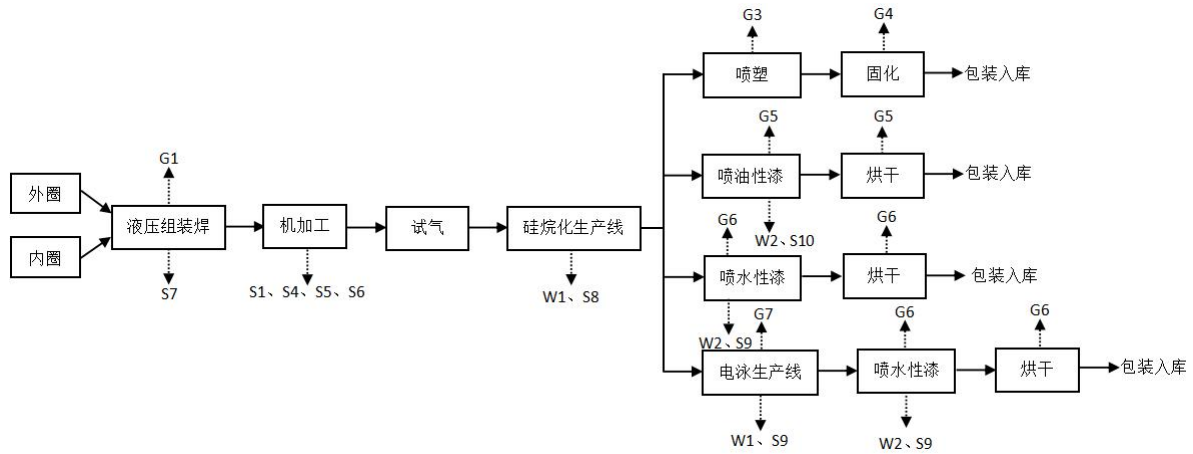 外圈
内圈
G1
液压组装焊
S7
机加工
S1、S4、S5、S6
试气
硅烷化生产线
W1、S8
G3
喷塑
G4
固化
包装入库
G5
喷油性漆
W2、S10
G5
烘干
包装入库
G6
喷水性漆
W2、S9
G6
烘干
包装入库
G7
电泳生产线
W1、S9
G6
喷水性漆
W2、S9
G6
烘干
包装入库